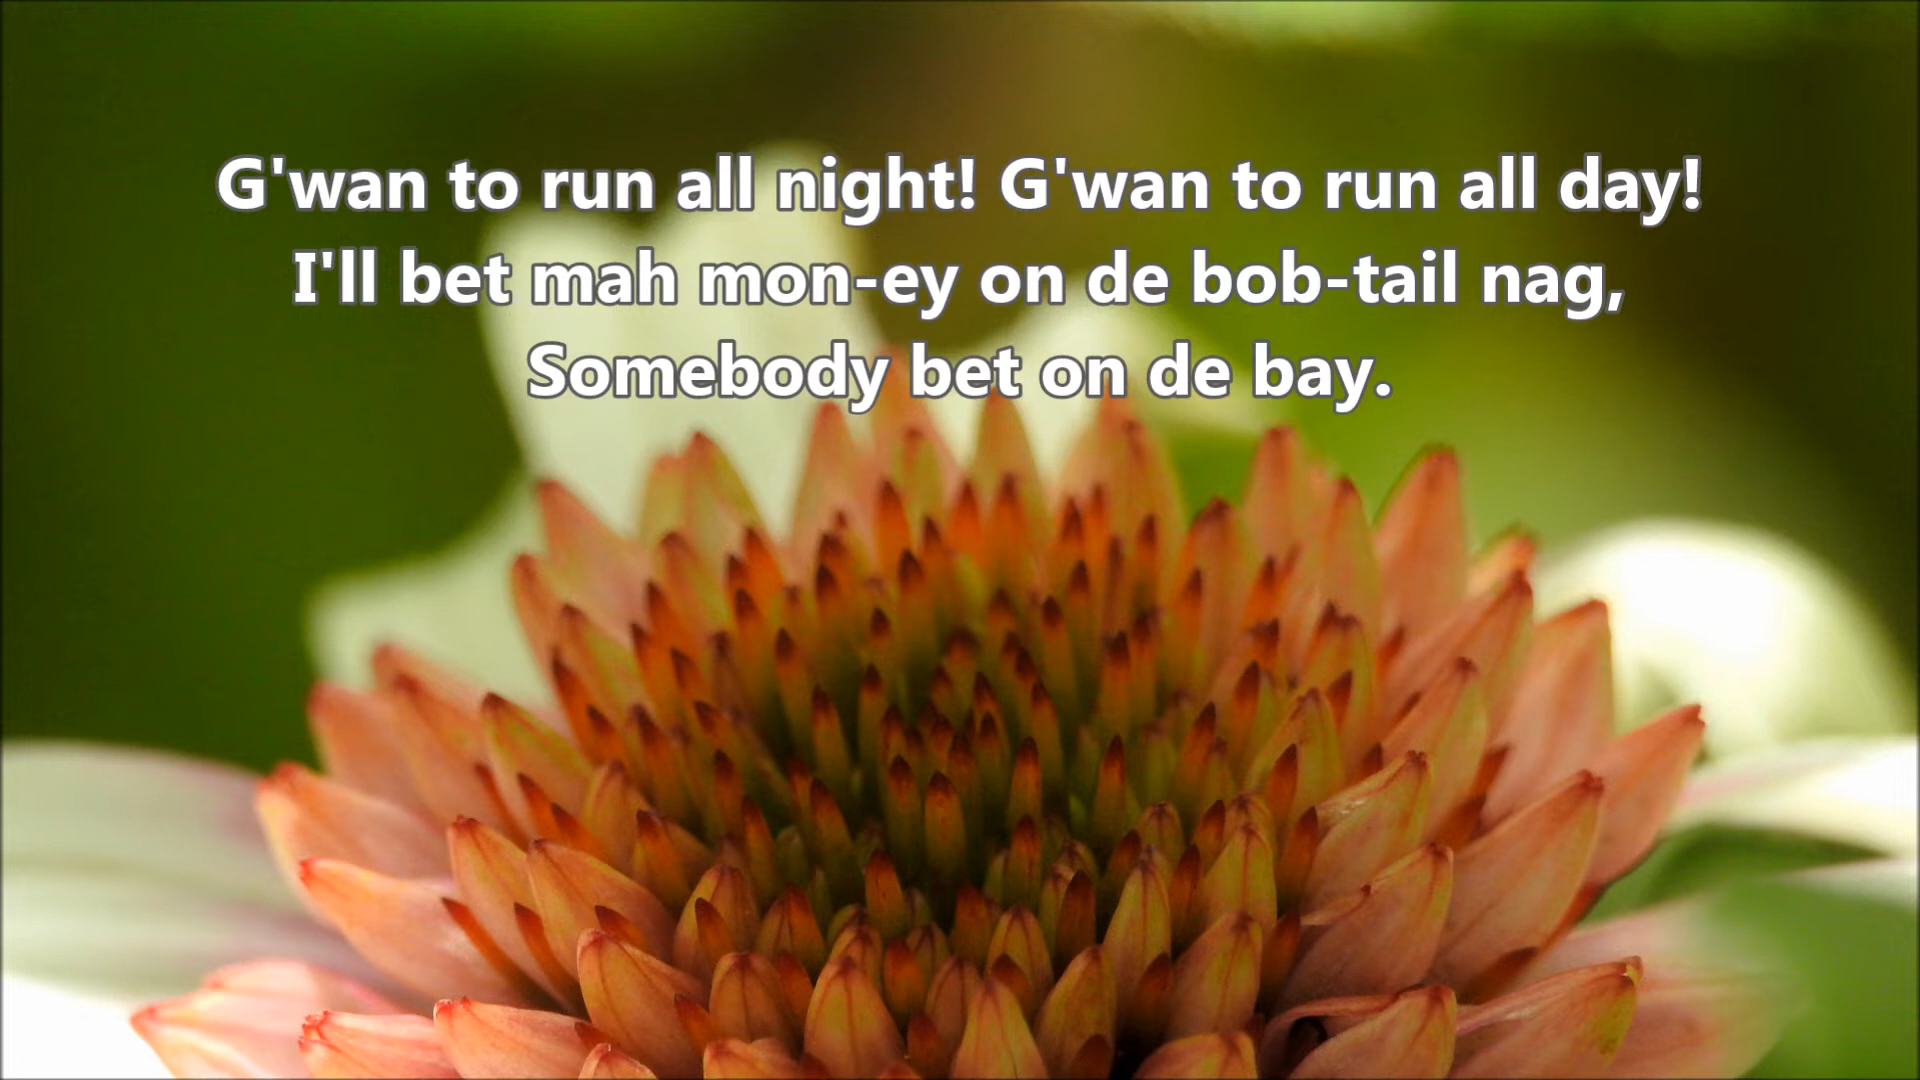 G'wan to run all night! G'wan to run all day!
I'll bet mah mon-ey on de bob-tail nag,
Somebody bet on de bay.